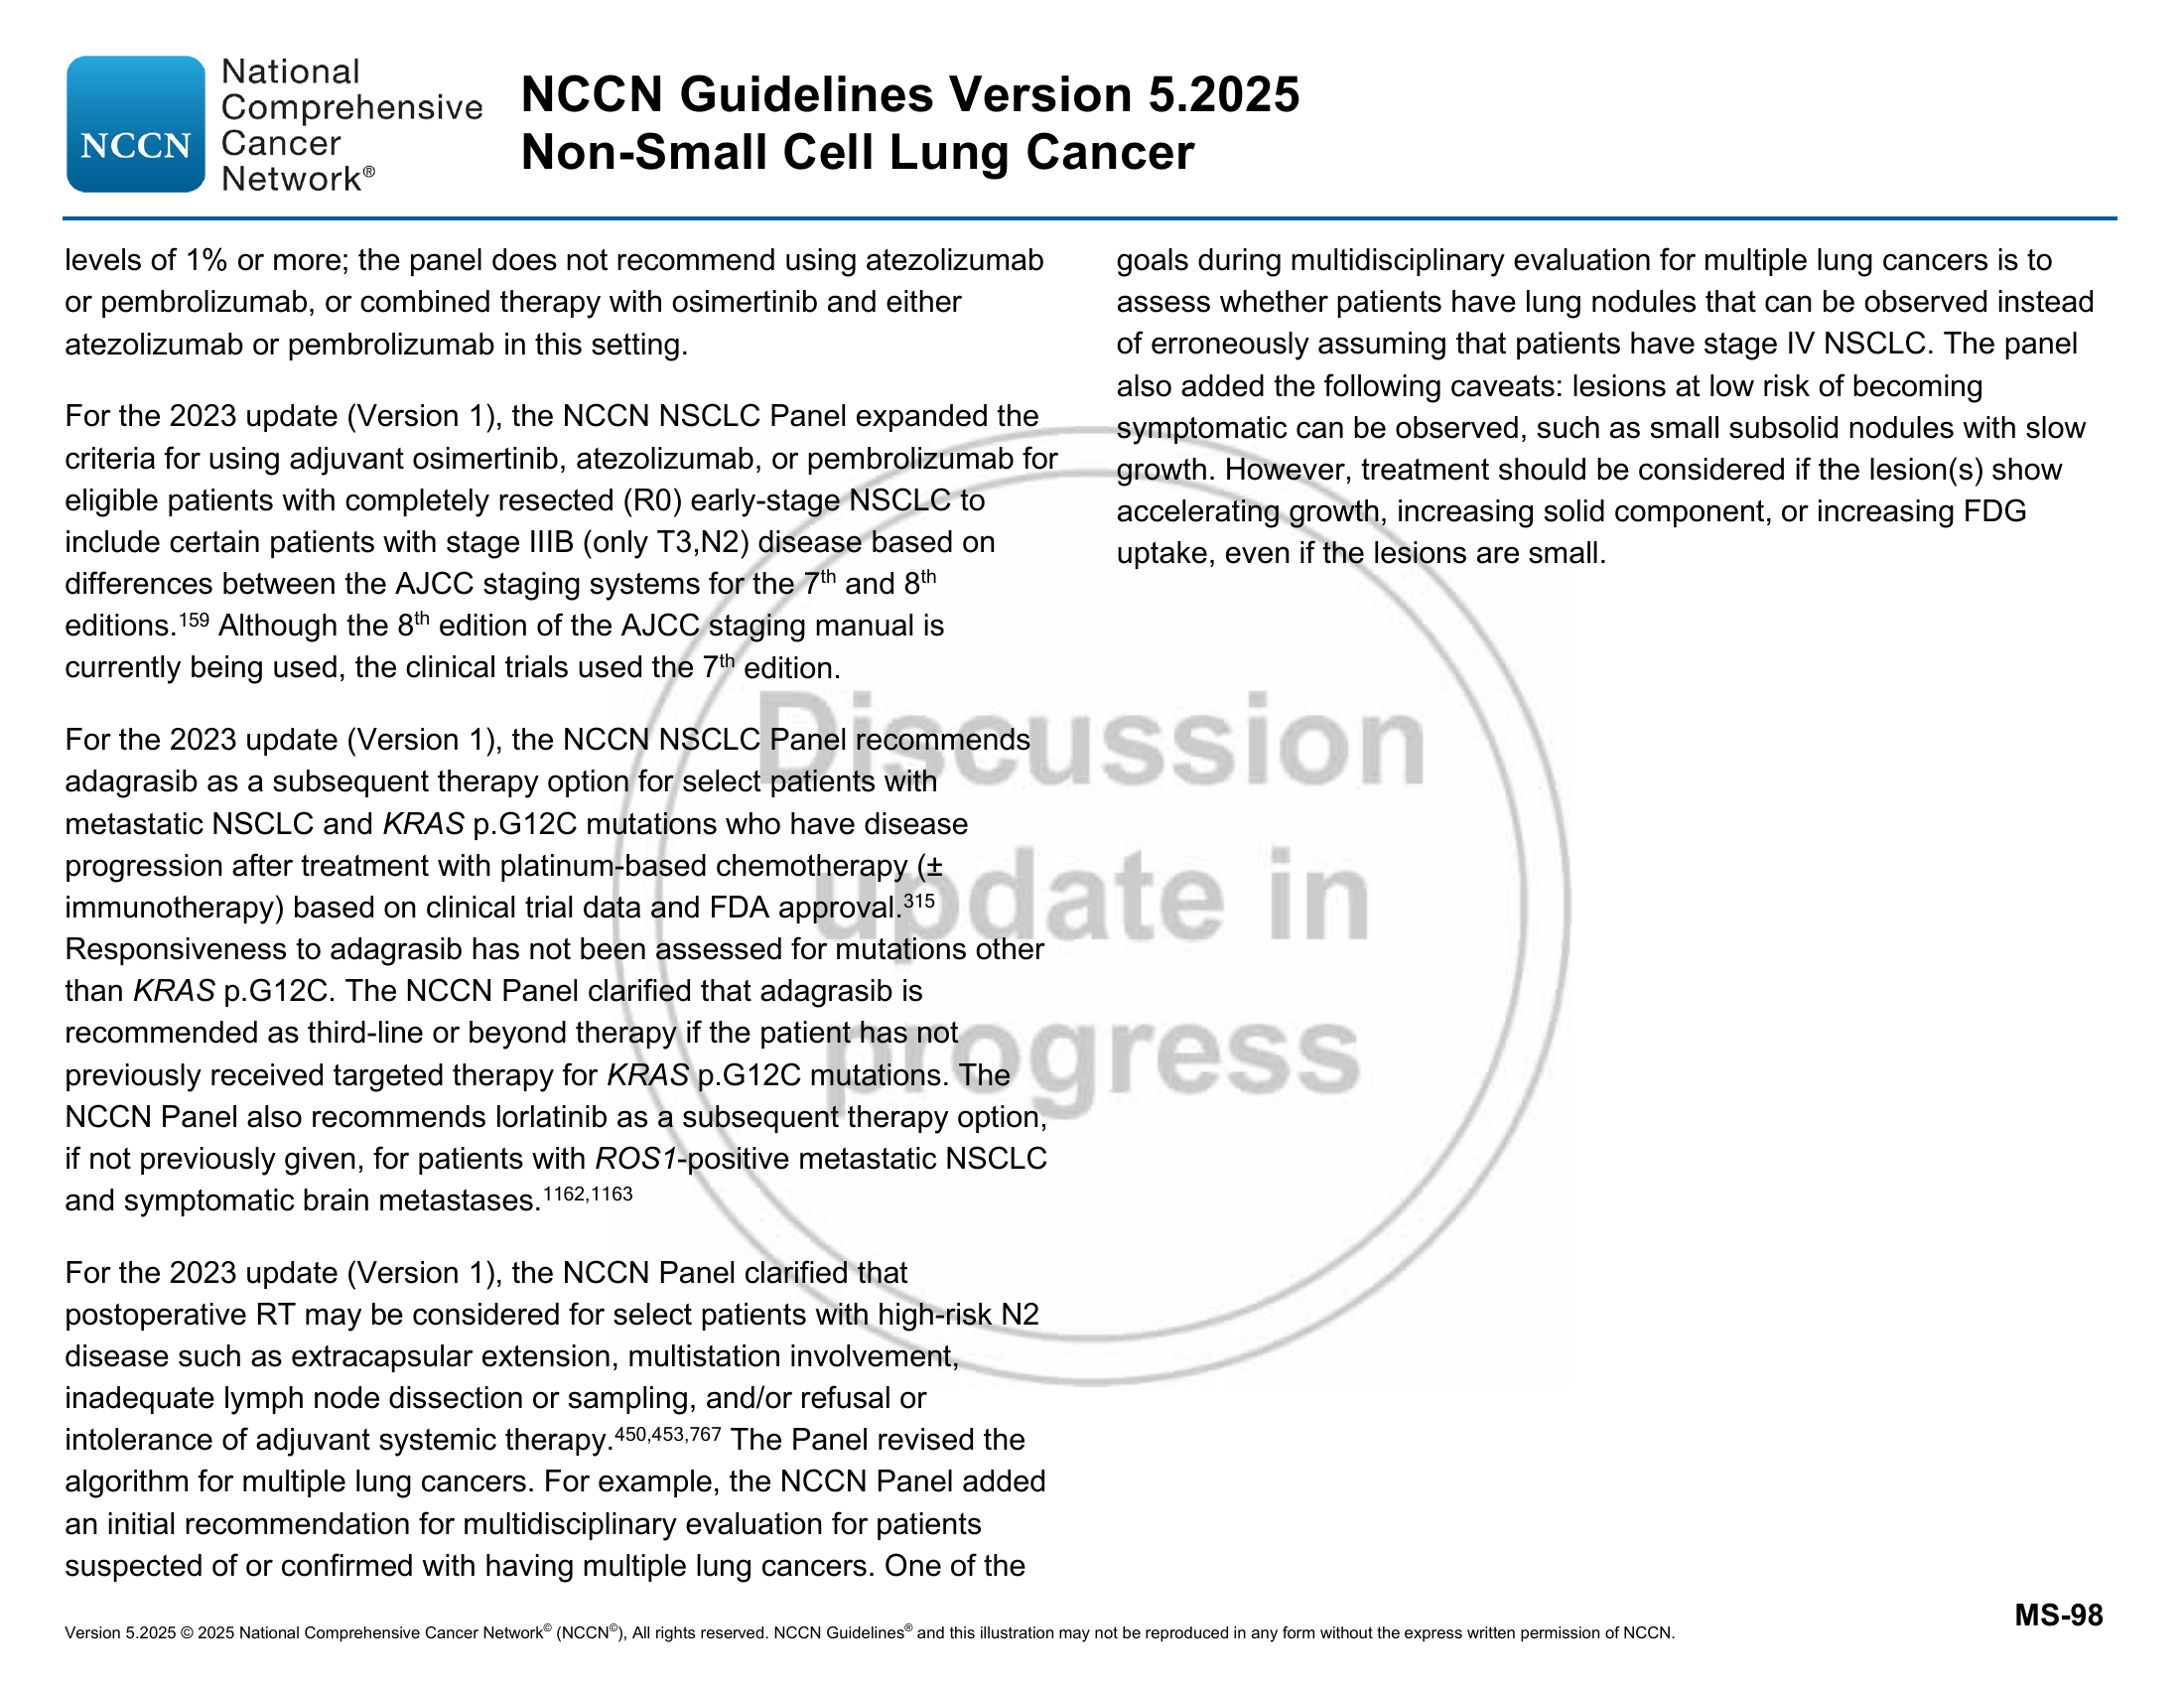 NCCN
National
Comprehensive
Cancer
Network®
NCCN Guidelines Version 5.2025
Non-Small Cell Lung Cancer
levels of 1% or more; the panel does not recommend using atezolizumab
or pembrolizumab, or combined therapy with osimertinib and either
atezolizumab or pembrolizumab in this setting.
For the 2023 update (Version 1), the NCCN NSCLC Panel expanded the
criteria for using adjuvant osimertinib, atezolizumab, or pembrolizumab for
eligible patients with completely resected (R0) early-stage NSCLC to
include certain patients with stage IIIB (only T3,N2) disease based on
differences between the AJCC staging systems for the 7th and 8th
editions.159 Although the 8th edition of the AJCC staging manual is
currently being used, the clinical trials used the 7th edition.
For the 2023 update (Version 1), the NCCN NSCLC Panel recommends
adagrasib as a subsequent therapy option for select patients with
metastatic NSCLC and KRAS p.G12C mutations who have disease
progression after treatment with platinum-based chemotherapy (±
immunotherapy) based on clinical trial data and FDA approval.315
Responsiveness to adagrasib has not been assessed for mutations other
than KRAS p.G12C. The NCCN Panel clarified that adagrasib is
recommended as third-line or beyond therapy if the patient has not
previously received targeted therapy for KRAS p.G12C mutations. The
NCCN Panel also recommends lorlatinib as a subsequent therapy option,
if not previously given, for patients with ROS1-positive metastatic NSCLC
and symptomatic brain metastases.1162,1163
For the 2023 update (Version 1), the NCCN Panel clarified that
postoperative RT may be considered for select patients with high-risk N2
disease such as extracapsular extension, multistation involvement,
inadequate lymph node dissection or sampling, and/or refusal or
intolerance of adjuvant systemic therapy.450,453,767 The Panel revised the
algorithm for multiple lung cancers. For example, the NCCN Panel added
an initial recommendation for multidisciplinary evaluation for patients
suspected of or confirmed with having multiple lung cancers. One of the
goals during multidisciplinary evaluation for multiple lung cancers is to
assess whether patients have lung nodules that can be observed instead
of erroneously assuming that patients have stage IV NSCLC. The panel
also added the following caveats: lesions at low risk of becoming
symptomatic can be observed, such as small subsolid nodules with slow
growth. However, treatment should be considered if the lesion(s) show
accelerating growth, increasing solid component, or increasing FDG
uptake, even if the lesions are small.
Discussion
update in
progress
MS-98
Version 5.2025 © 2025 National Comprehensive Cancer Network© (NCCN©), All rights reserved. NCCN Guidelines® and this illustration may not be reproduced in any form without the express written permission of NCCN.